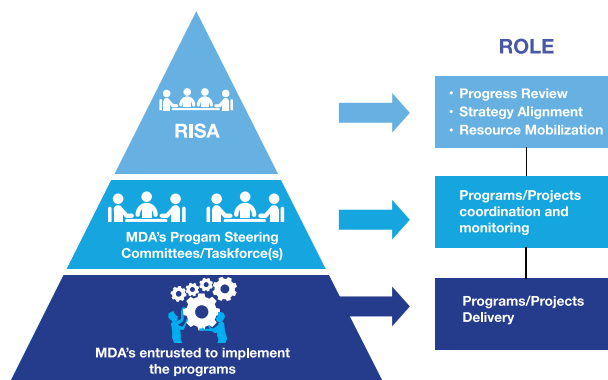 ROLE
RISA
• Progress Review
• Strategy Alignment
• Resource Mobilization
MDA's Progam Steering
Committees/Taskforce(s)
Programs/Projects
coordination and
monitoring
MDA's entrusted to implement
the programs
Programs/Projects
Delivery